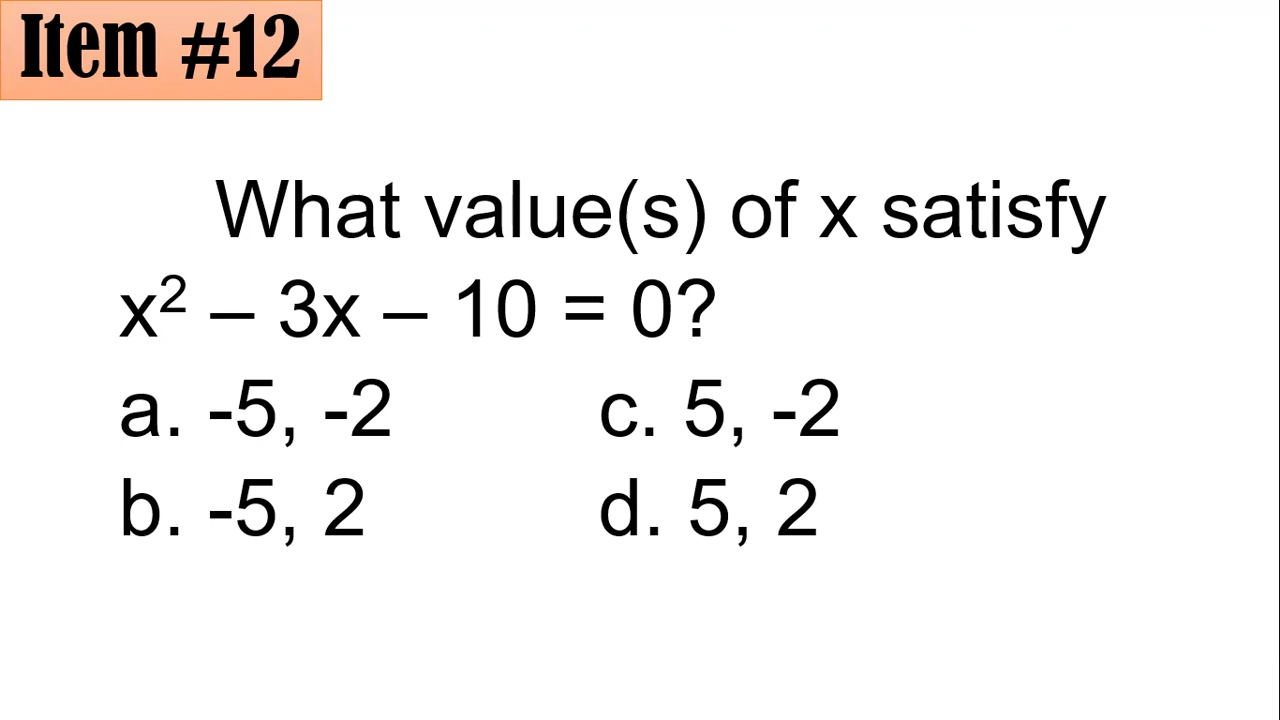 Item #12
What value(s) of x satisfy
x² – 3x – 10 = 0?
a. -5, -2 c. 5, -2
b. -5, 2 d. 5, 2